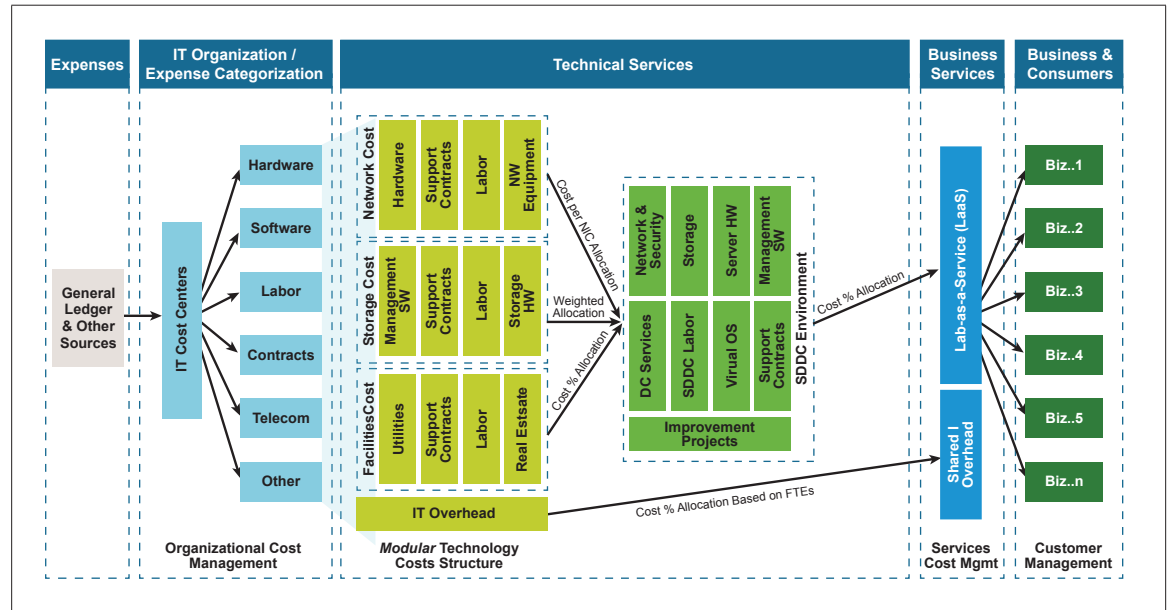 Expenses
IT Organization /
Expense Categorization
Technical Services
Business
Services
Business &
Consumers
General
Ledger
& Other
Sources
IT Cost Centers
Hardware
Software
Labor
Contracts
Telecom
Other
Organizational Cost
Management
Network Cost
Hardware
Support
Contracts
Labor
NW
Equipment
Storage Cost
Management
SW
Support
Contracts
Labor
Storage
HW
FacilitiesCost
Utilities
Support
Contracts
Labor
Real Estsate
IT Overhead
Modular Technology
Costs Structure
Cost per NIC Allocation
Weighted
Allocation
Cost % Allocation
Network &
Security
Storage
Server HW
Management
SW
DC Services
SDDC Labor
Virual OS
Support
Contracts
Improvement
Projects
SDDC Environment
Cost % Allocation
Cost % Allocation Based on FTEs
Lab-as-a-Service (LaaS)
Shared I
Overhead
Services
Cost Mgmt
Biz..1
Biz..2
Biz..3
Biz..4
Biz..5
Biz..n
Customer
Management